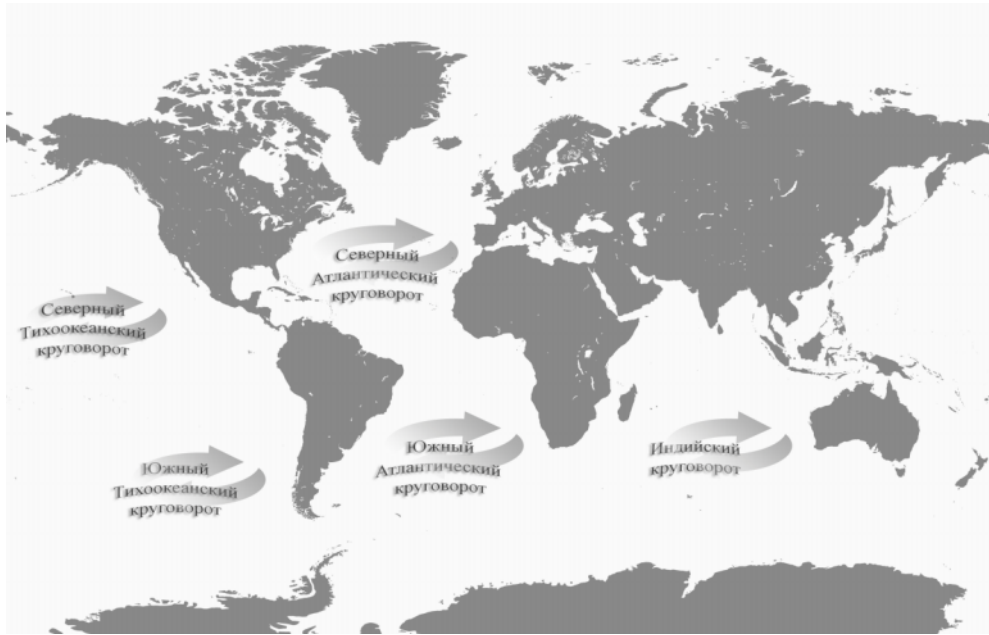 Северный
Атлантический
круговорот
Северный
Тихоокеанский
круговорот
Южный
Тихоокеанский
круговорот
Южный
Атлантический
круговорот
Индийский
круговорот